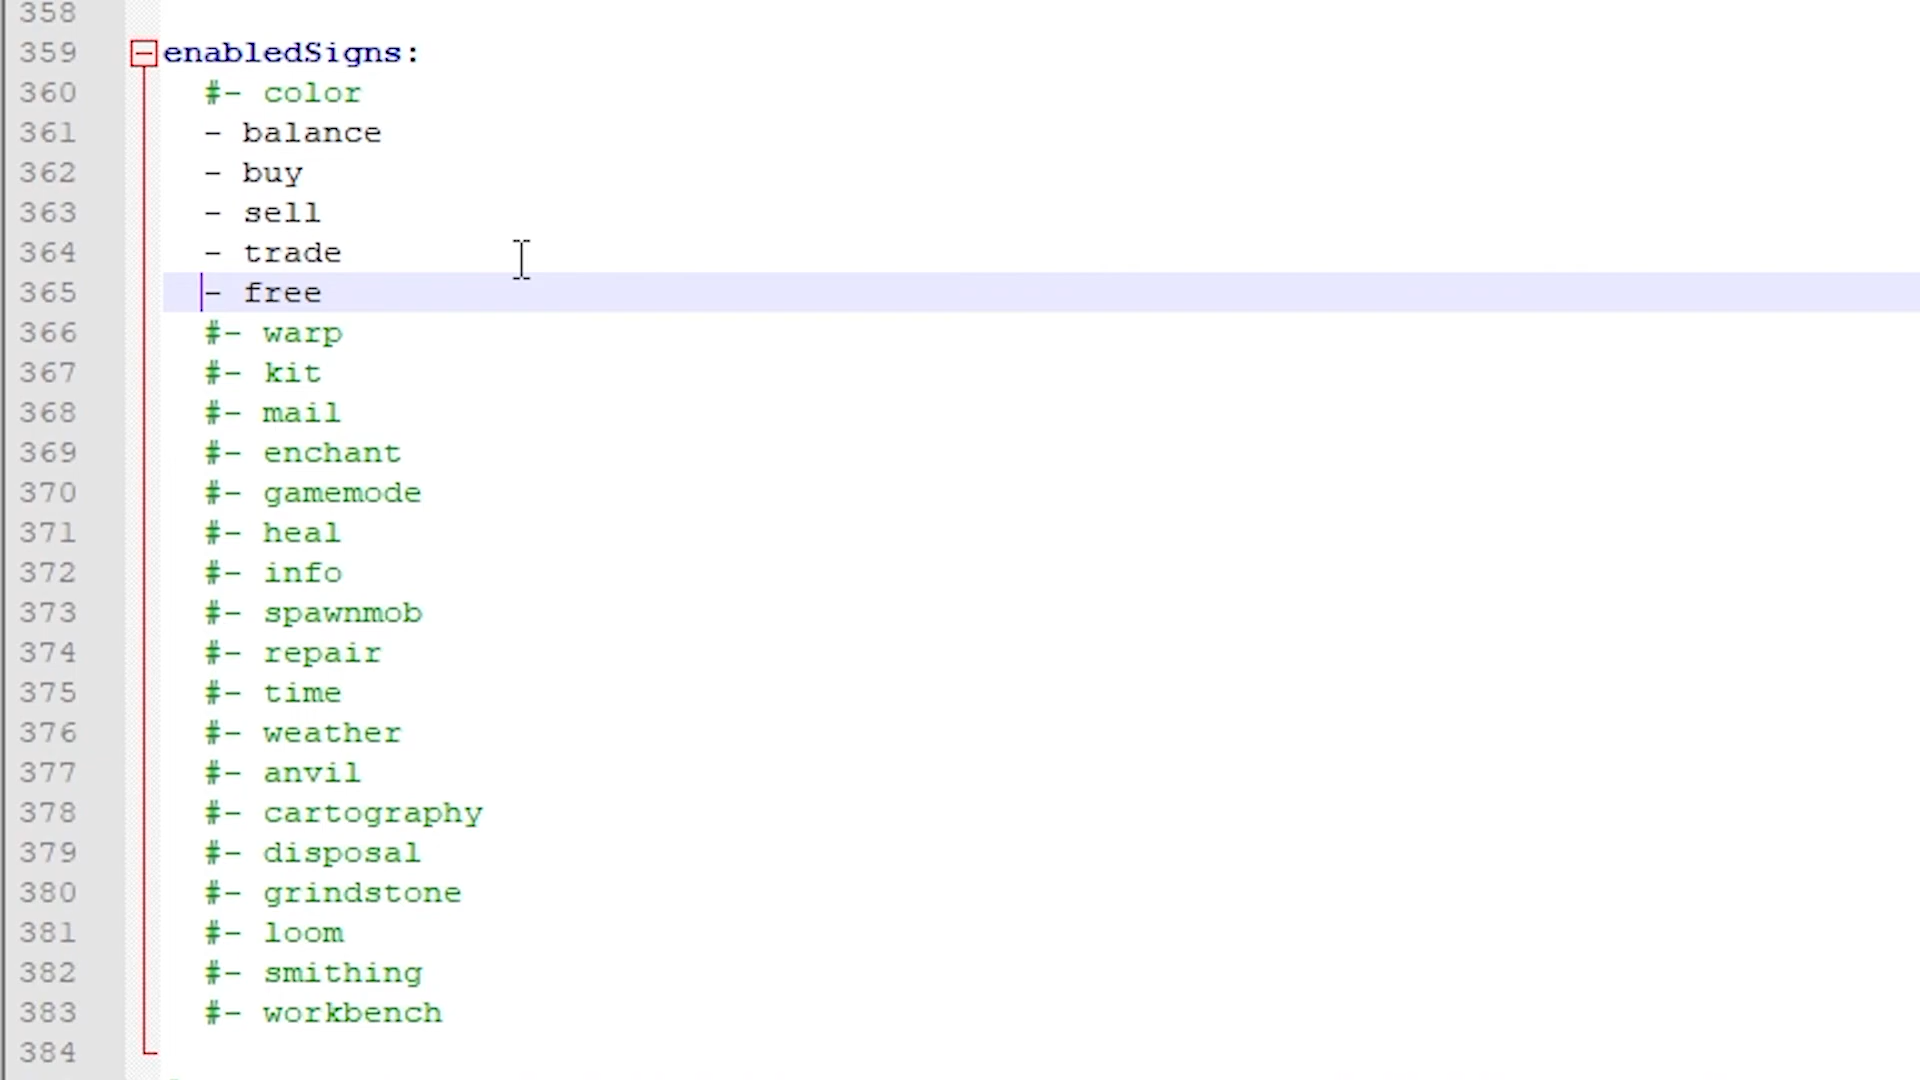 358
359 enabledSigns:
360 #- color
361 - balance
362 - buy
363 - sell
364 - trade
365 - free
366 #- warp
367 #- kit
368 #- mail
369 #- enchant
370 #- gamemode
371 #- heal
372 #- info
373 #- spawnmob
374 #- repair
375 #- time
376 #- weather
377 #- anvil
378 #- cartography
379 #- disposal
380 #- grindstone
381 #- loom
382 #- smithing
383 #- workbench
384